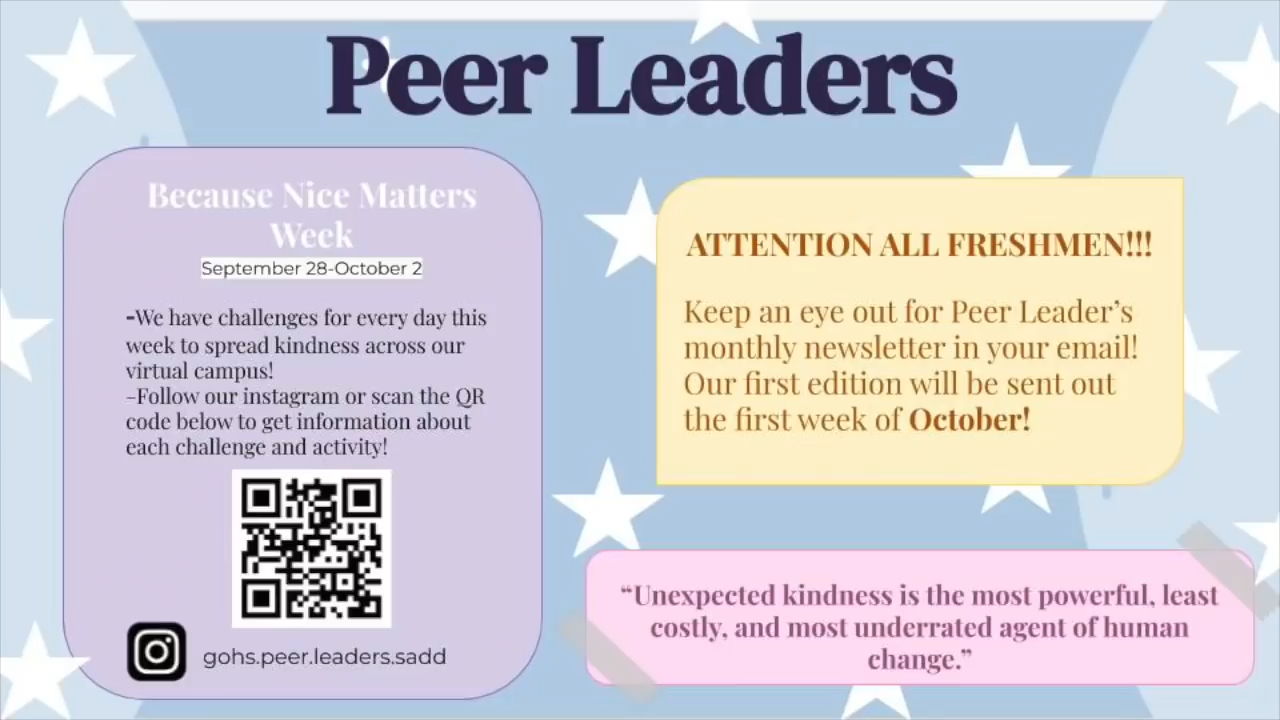 Peer Leaders
Because Nice Matters
Week
September 28-October 2
-We have challenges for every day this
week to spread kindness across our
virtual campus!
-Follow our instagram or scan the QR
code below to get information about
each challenge and activity!
gohs.peer.leaders.sadd
ATTENTION ALL FRESHMEN!!!
Keep an eye out for Peer Leader’s
monthly newsletter in your email!
Our first edition will be sent out
the first week of October!
“Unexpected kindness is the most powerful, least
costly, and most underrated agent of human
change.”